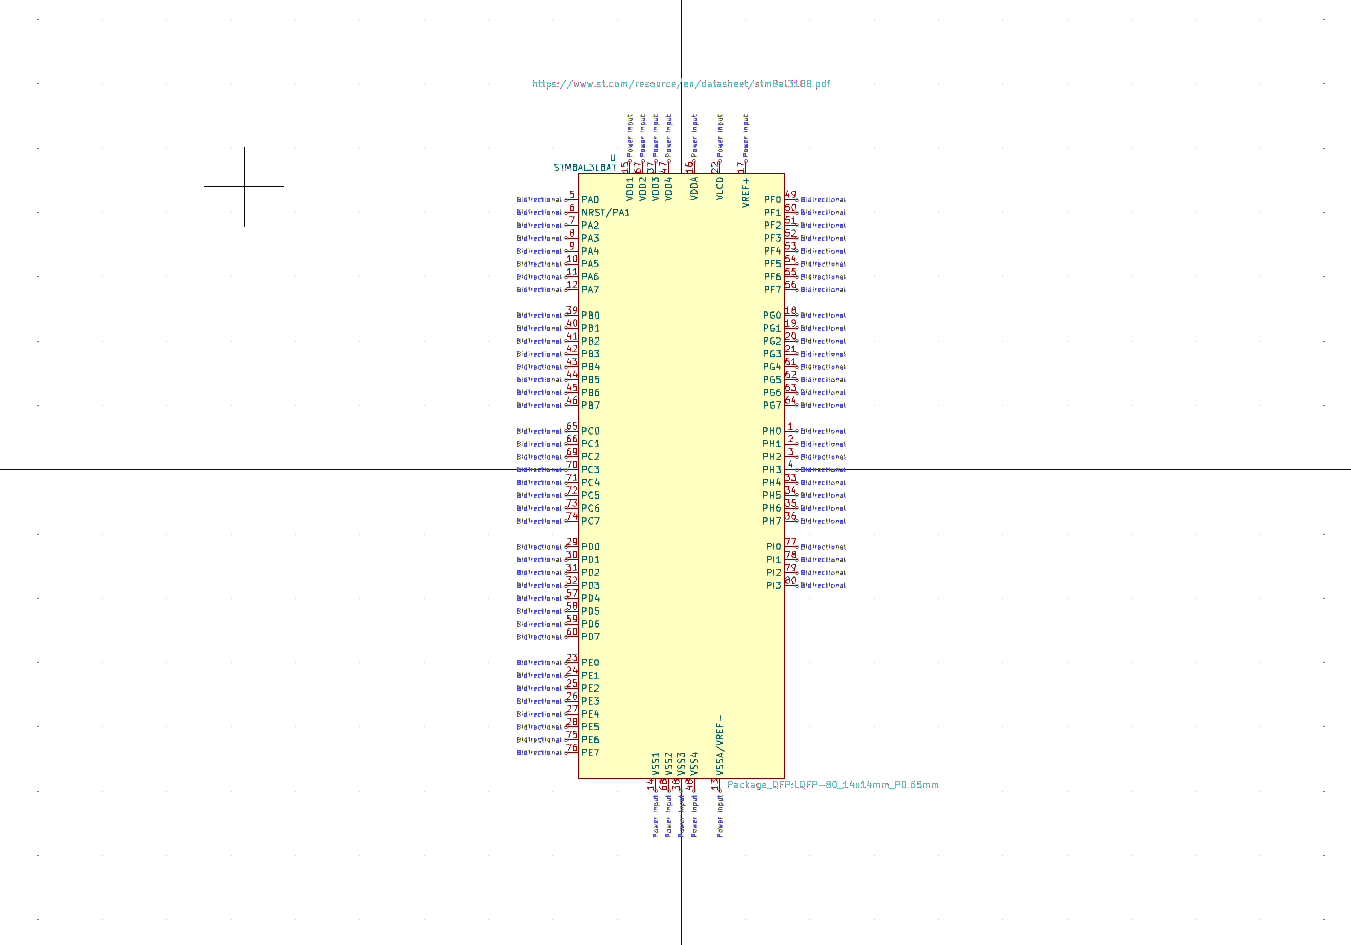 https://www.st.com/resource/en/datasheet/stm8al3188.pdf
Power input Power input Power input Power input Power input Power input Power input
U
STM8AL3L8AT
15 67 37 47 16 22 17
VDD1 VDD2 VDD3 VDD4 VDDA VLCD VREF+
Bidirectional 5 PA0 PF0 49 Bidirectional
Bidirectional 6 NRST/PA1 PF1 50 Bidirectional
Bidirectional 7 PA2 PF2 51 Bidirectional
Bidirectional 8 PA3 PF3 52 Bidirectional
Bidirectional 9 PA4 PF4 53 Bidirectional
Bidirectional 10 PA5 PF5 54 Bidirectional
Bidirectional 11 PA6 PF6 55 Bidirectional
Bidirectional 12 PA7 PF7 56 Bidirectional
Bidirectional 39 PB0 PG0 18 Bidirectional
Bidirectional 40 PB1 PG1 19 Bidirectional
Bidirectional 41 PB2 PG2 20 Bidirectional
Bidirectional 42 PB3 PG3 21 Bidirectional
Bidirectional 43 PB4 PG4 61 Bidirectional
Bidirectional 44 PB5 PG5 62 Bidirectional
Bidirectional 45 PB6 PG6 63 Bidirectional
Bidirectional 46 PB7 PG7 64 Bidirectional
Bidirectional 65 PC0 PH0 1 Bidirectional
Bidirectional 66 PC1 PH1 2 Bidirectional
Bidirectional 69 PC2 PH2 3 Bidirectional
Bidirectional 70 PC3 PH3 4 Bidirectional
Bidirectional 71 PC4 PH4 33 Bidirectional
Bidirectional 72 PC5 PH5 34 Bidirectional
Bidirectional 73 PC6 PH6 35 Bidirectional
Bidirectional 74 PC7 PH7 36 Bidirectional
Bidirectional 29 PD0 PI0 77 Bidirectional
Bidirectional 30 PD1 PI1 78 Bidirectional
Bidirectional 31 PD2 PI2 79 Bidirectional
Bidirectional 32 PD3 PI3 80 Bidirectional
Bidirectional 57 PD4
Bidirectional 58 PD5
Bidirectional 59 PD6
Bidirectional 60 PD7
Bidirectional 23 PE0
Bidirectional 24 PE1
Bidirectional 25 PE2
Bidirectional 26 PE3
Bidirectional 27 PE4
Bidirectional 28 PE5
Bidirectional 75 PE6
Bidirectional 76 PE7
VSS1 VSS2 VSS3 VSS4 VSSA/VREF-
14 68 38 48 13
Package_QFP:LQFP-80_14x14mm_P0.65mm
Power input Power input Power input Power input Power input